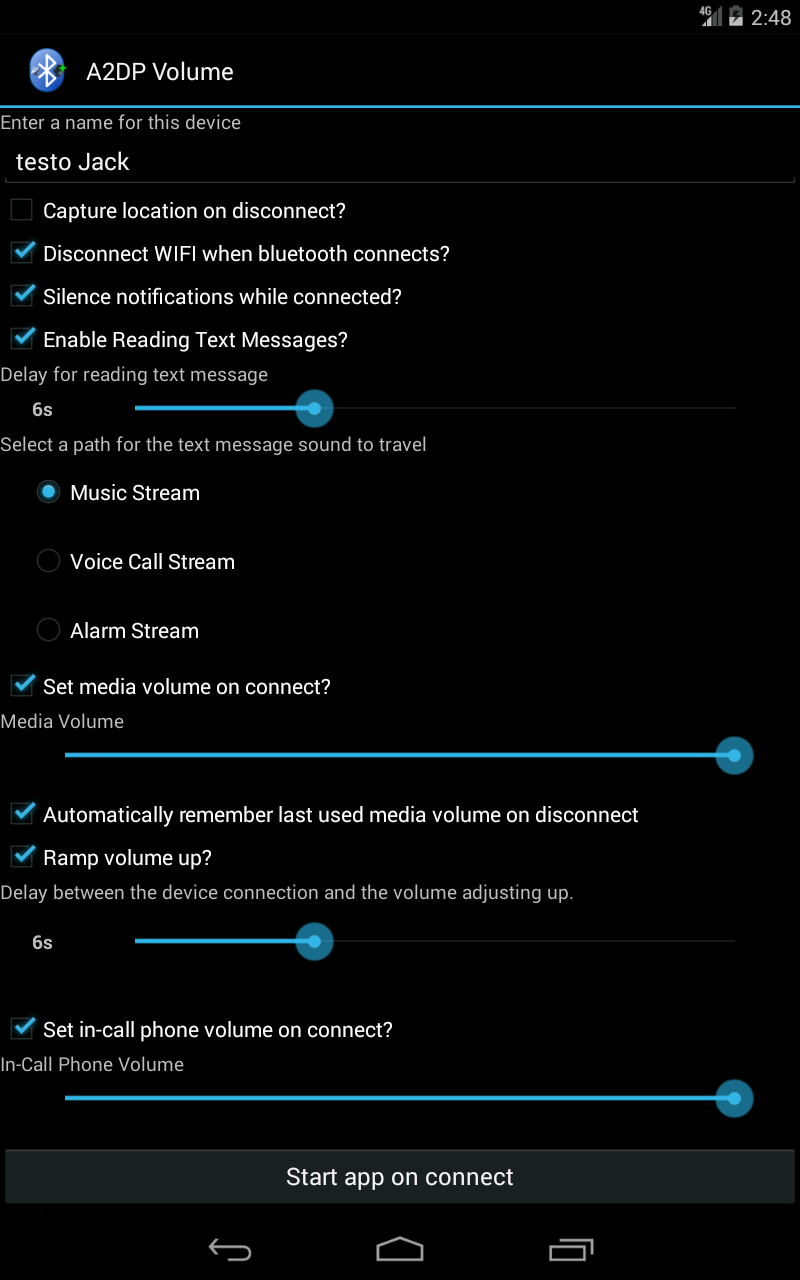 4G 2:48
A2DP Volume
Enter a name for this device
testo Jack
Capture location on disconnect?
Disconnect WIFI when bluetooth connects?
Silence notifications while connected?
Enable Reading Text Messages?
Delay for reading text message
6s
Select a path for the text message sound to travel
Music Stream
Voice Call Stream
Alarm Stream
Set media volume on connect?
Media Volume
Automatically remember last used media volume on disconnect
Ramp volume up?
Delay between the device connection and the volume adjusting up.
6s
Set in-call phone volume on connect?
In-Call Phone Volume
Start app on connect